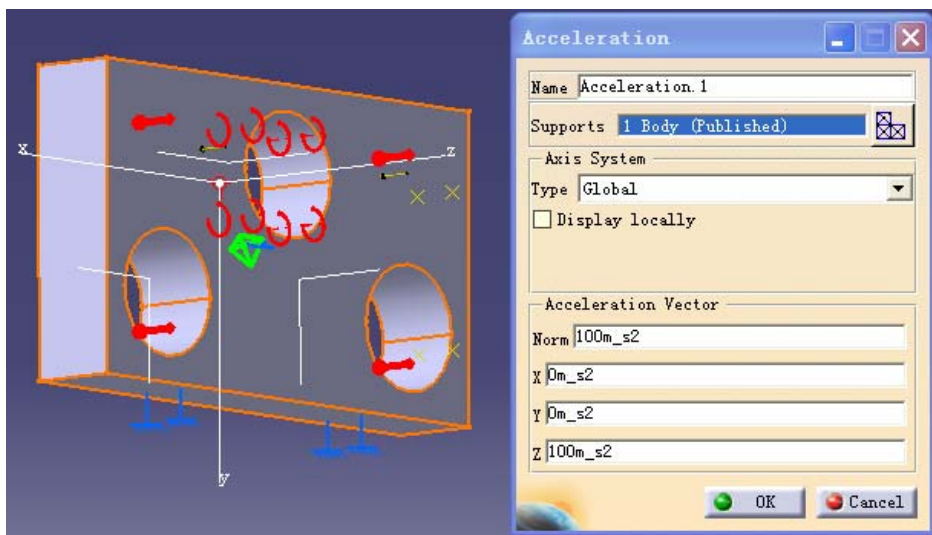 Acceleration
Name Acceleration.1
Supports 1 Body (Published)
Axis System
Type Global
Display locally
Acceleration Vector
Norm 100m_s2
X 0m_s2
Y 0m_s2
Z 100m_s2
OK Cancel
x
z
y